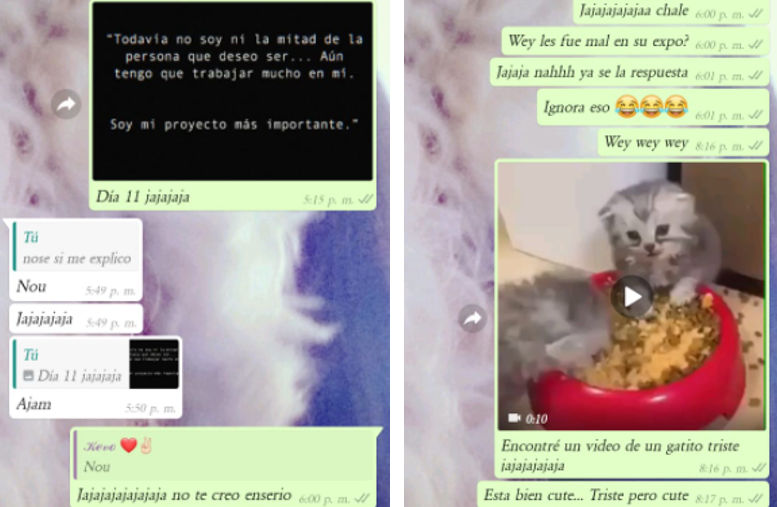 "Todavía no soy ni la mitad de la
persona que deseo ser... Aún
tengo que trabajar mucho en mí.
Soy mi proyecto más importante."
Día 11 jajajaja
5:15 p. m.
Tú
nose si me explico
Nou
5:49 p. m.
Jajajajaja 5:49 p. m.
Tú
Día 11 jajajaja
Ajam
5:50 p. m.
Kevo ❤️✌🏻
Nou
Jajajajajajajaja no te creo enserio 6:00 p. m.
Jajajajajajaa chale 6:00 p. m.
Wey les fue mal en su expo? 6:00 p. m.
Jajaja nahhh ya se la respuesta 6:01 p. m.
Ignora eso 😂😂😂 6:01 p. m.
Wey wey wey 8:16 p. m.
0:10
Encontré un video de un gatito triste
jajajajajaja
8:16 p. m.
Esta bien cute... Triste pero cute 8:17 p. m.